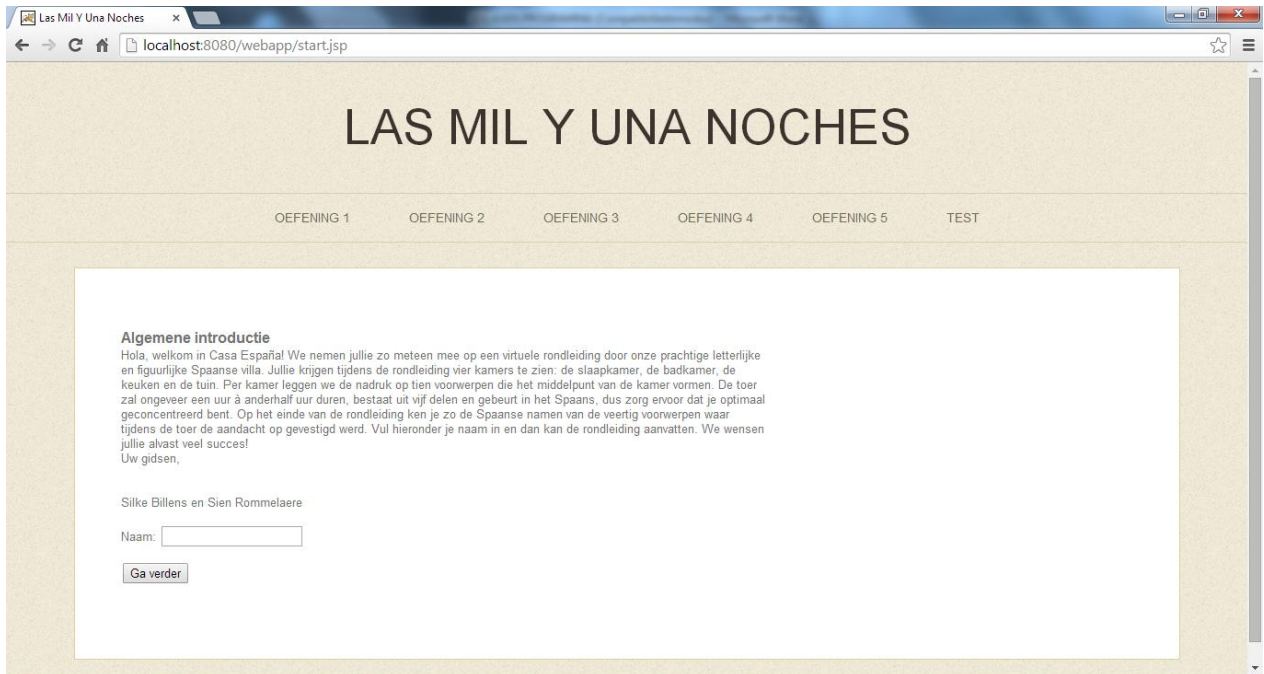 Las Mil Y Una Noches
localhost:8080/webapp/start.jsp
LAS MIL Y UNA NOCHES
OEFENING 1 OEFENING 2 OEFENING 3 OEFENING 4 OEFENING 5 TEST
Algemene introductie
Hola, welkom in Casa España! We nemen jullie zo meteen mee op een virtuele rondleiding door onze prachtige letterlijke
en figuurlijke Spaanse villa. Jullie krijgen tijdens de rondleiding vier kamers te zien: de slaapkamer, de badkamer, de
keuken en de tuin. Per kamer leggen we de nadruk op tien voorwerpen die het middelpunt van de kamer vormen. De toer
zal ongeveer een uur à anderhalf uur duren, bestaat uit vijf delen en gebeurt in het Spaans, dus zorg ervoor dat je optimaal
geconcentreerd bent. Op het einde van de rondleiding ken je zo de Spaanse namen van de veertig voorwerpen waar
tijdens de toer de aandacht op gevestigd werd. Vul hieronder je naam in en dan kan de rondleiding aanvatten. We wensen
jullie alvast veel succes!
Uw gidsen,
Silke Billens en Sien Rommelaere
Naam:
Ga verder